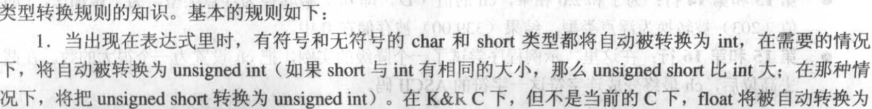 类型转换规则的知识。基本的规则如下：
1．当出现在表达式里时，有符号和无符号的 char 和 short 类型都将自动被转换为 int，在需要的情况
下，将自动被转换为 unsigned int（如果 short 与 int 有相同的大小，那么 unsigned short 比 int 大；在那种情
况下，将把 unsigned short 转换为 unsigned int）。在 K&R C 下，但不是当前的 C 下，float 将被自动转换为